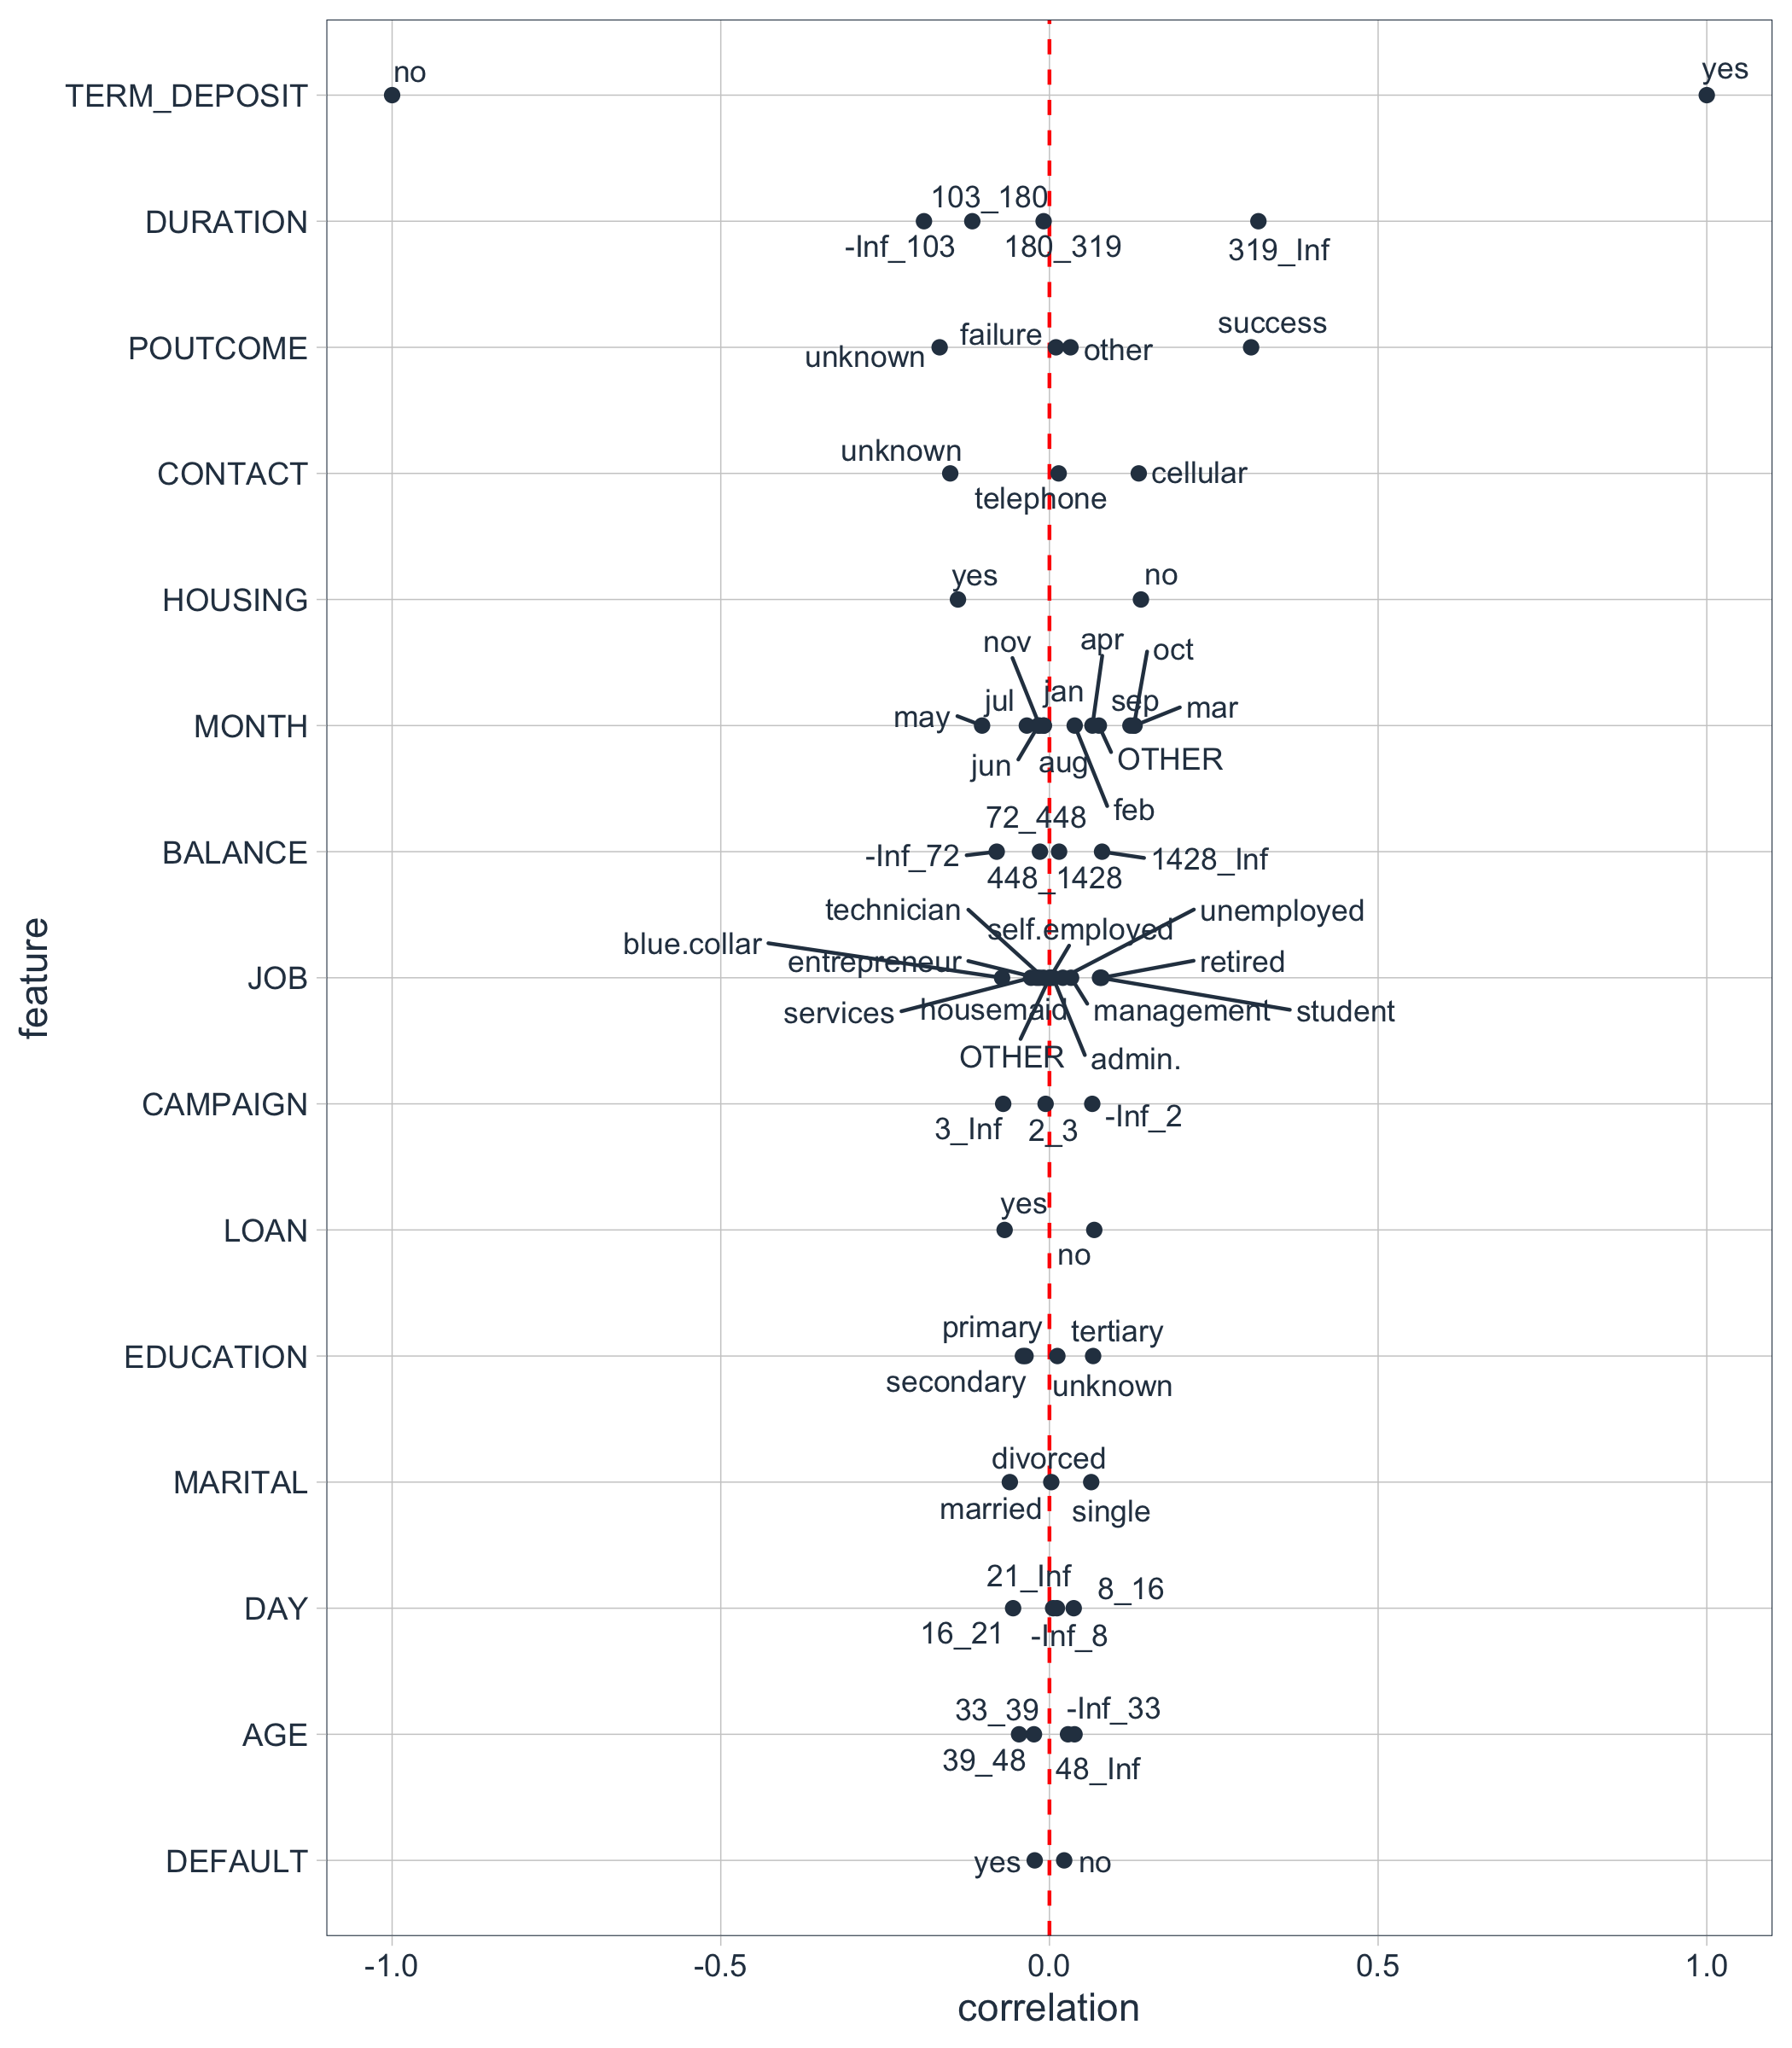 no
yes
TERM_DEPOSIT
103_180
DURATION
-Inf_103
180_319
319_Inf
success
failure
POUTCOME
other
unknown
unknown
CONTACT
cellular
telephone
yes
no
HOUSING
nov
apr
oct
jan
jul
sep
mar
may
MONTH
OTHER
jun
aug
feb
72_448
BALANCE
-Inf_72
1428_Inf
448_1428
technician
unemployed
self.employed
blue.collar
entrepreneur
retired
JOB
services
housemaid
management
student
OTHER
admin.
CAMPAIGN
-Inf_2
3_Inf
2_3
yes
LOAN
no
primary
tertiary
EDUCATION
secondary
unknown
divorced
MARITAL
married
single
21_Inf
8_16
DAY
16_21
-Inf_8
33_39
-Inf_33
AGE
39_48
48_Inf
DEFAULT
yes
no
feature
-1.0
-0.5
0.0
0.5
1.0
correlation